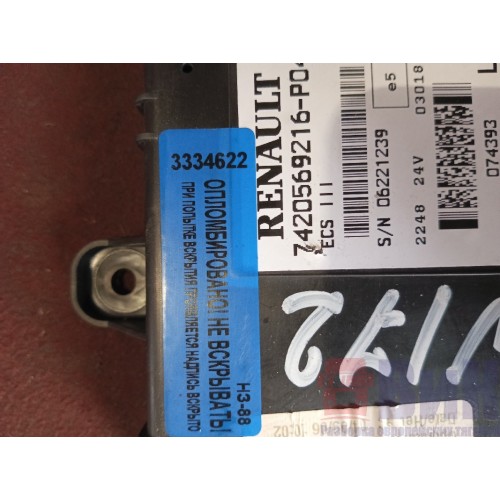 3334622
ОПЛОМБИРОВАНО! НЕ ВСКРЫВАТЬ!
ПРИ ПОПЫТКЕ ВСКРЫТИЯ ПРОЯВЛЯЕТСЯ НАДПИСЬ ВСКРЫТО
НЗ-88
RENAULT
7420569216-P04
ECS III
S/N 06221239
2248 24V 03018
e5
074393
172